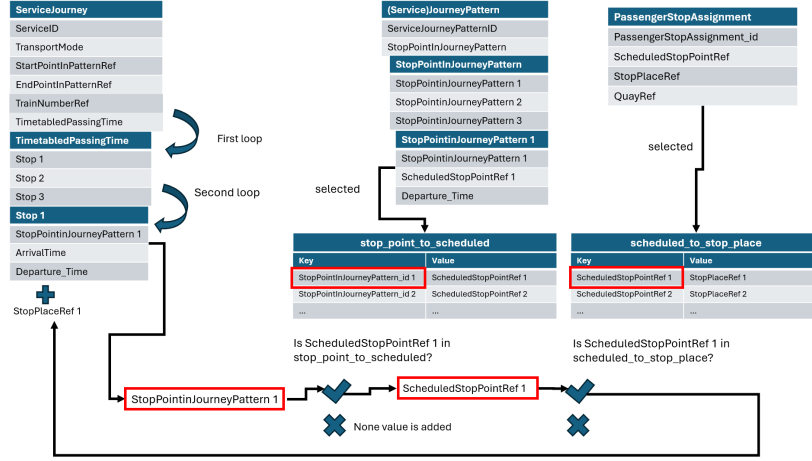 ServiceJourney
ServiceID
TransportMode
StartPointInPatternRef
EndPointInPatternRef
TrainNumberRef
TimetabledPassingTime
TimetabledPassingTime
Stop 1
Stop 2
Stop 3
Stop 1
StopPointinJourneyPattern 1
ArrivalTime
Departure_Time
StopPlaceRef 1
First loop
Second loop
(Service)JourneyPattern
ServiceJourneyPatternID
StopPointInJourneyPattern
StopPointInJourneyPattern
StopPointinJourneyPattern 1
StopPointinJourneyPattern 2
StopPointinJourneyPattern 3
StopPointinJourneyPattern 1
StopPointinJourneyPattern 1
ScheduledStopPointRef 1
Departure_Time
selected
PassengerStopAssignment
PassengerStopAssignment_id
ScheduledStopPointRef
StopPlaceRef
QuayRef
selected
stop_point_to_scheduled
Key Value
StopPointInJourneyPattern_id 1 ScheduledStopPointRef 1
StopPointInJourneyPattern_id 2 ScheduledStopPointRef 2
...
...
scheduled_to_stop_place
Key Value
ScheduledStopPointRef 1 StopPlaceRef 1
ScheduledStopPointRef 2 StopPlaceRef 2
...
...
Is ScheduledStopPointRef 1 in
stop_point_to_scheduled?
Is ScheduledStopPointRef 1 in
scheduled_to_stop_place?
StopPointinJourneyPattern 1
ScheduledStopPointRef 1
None value is added